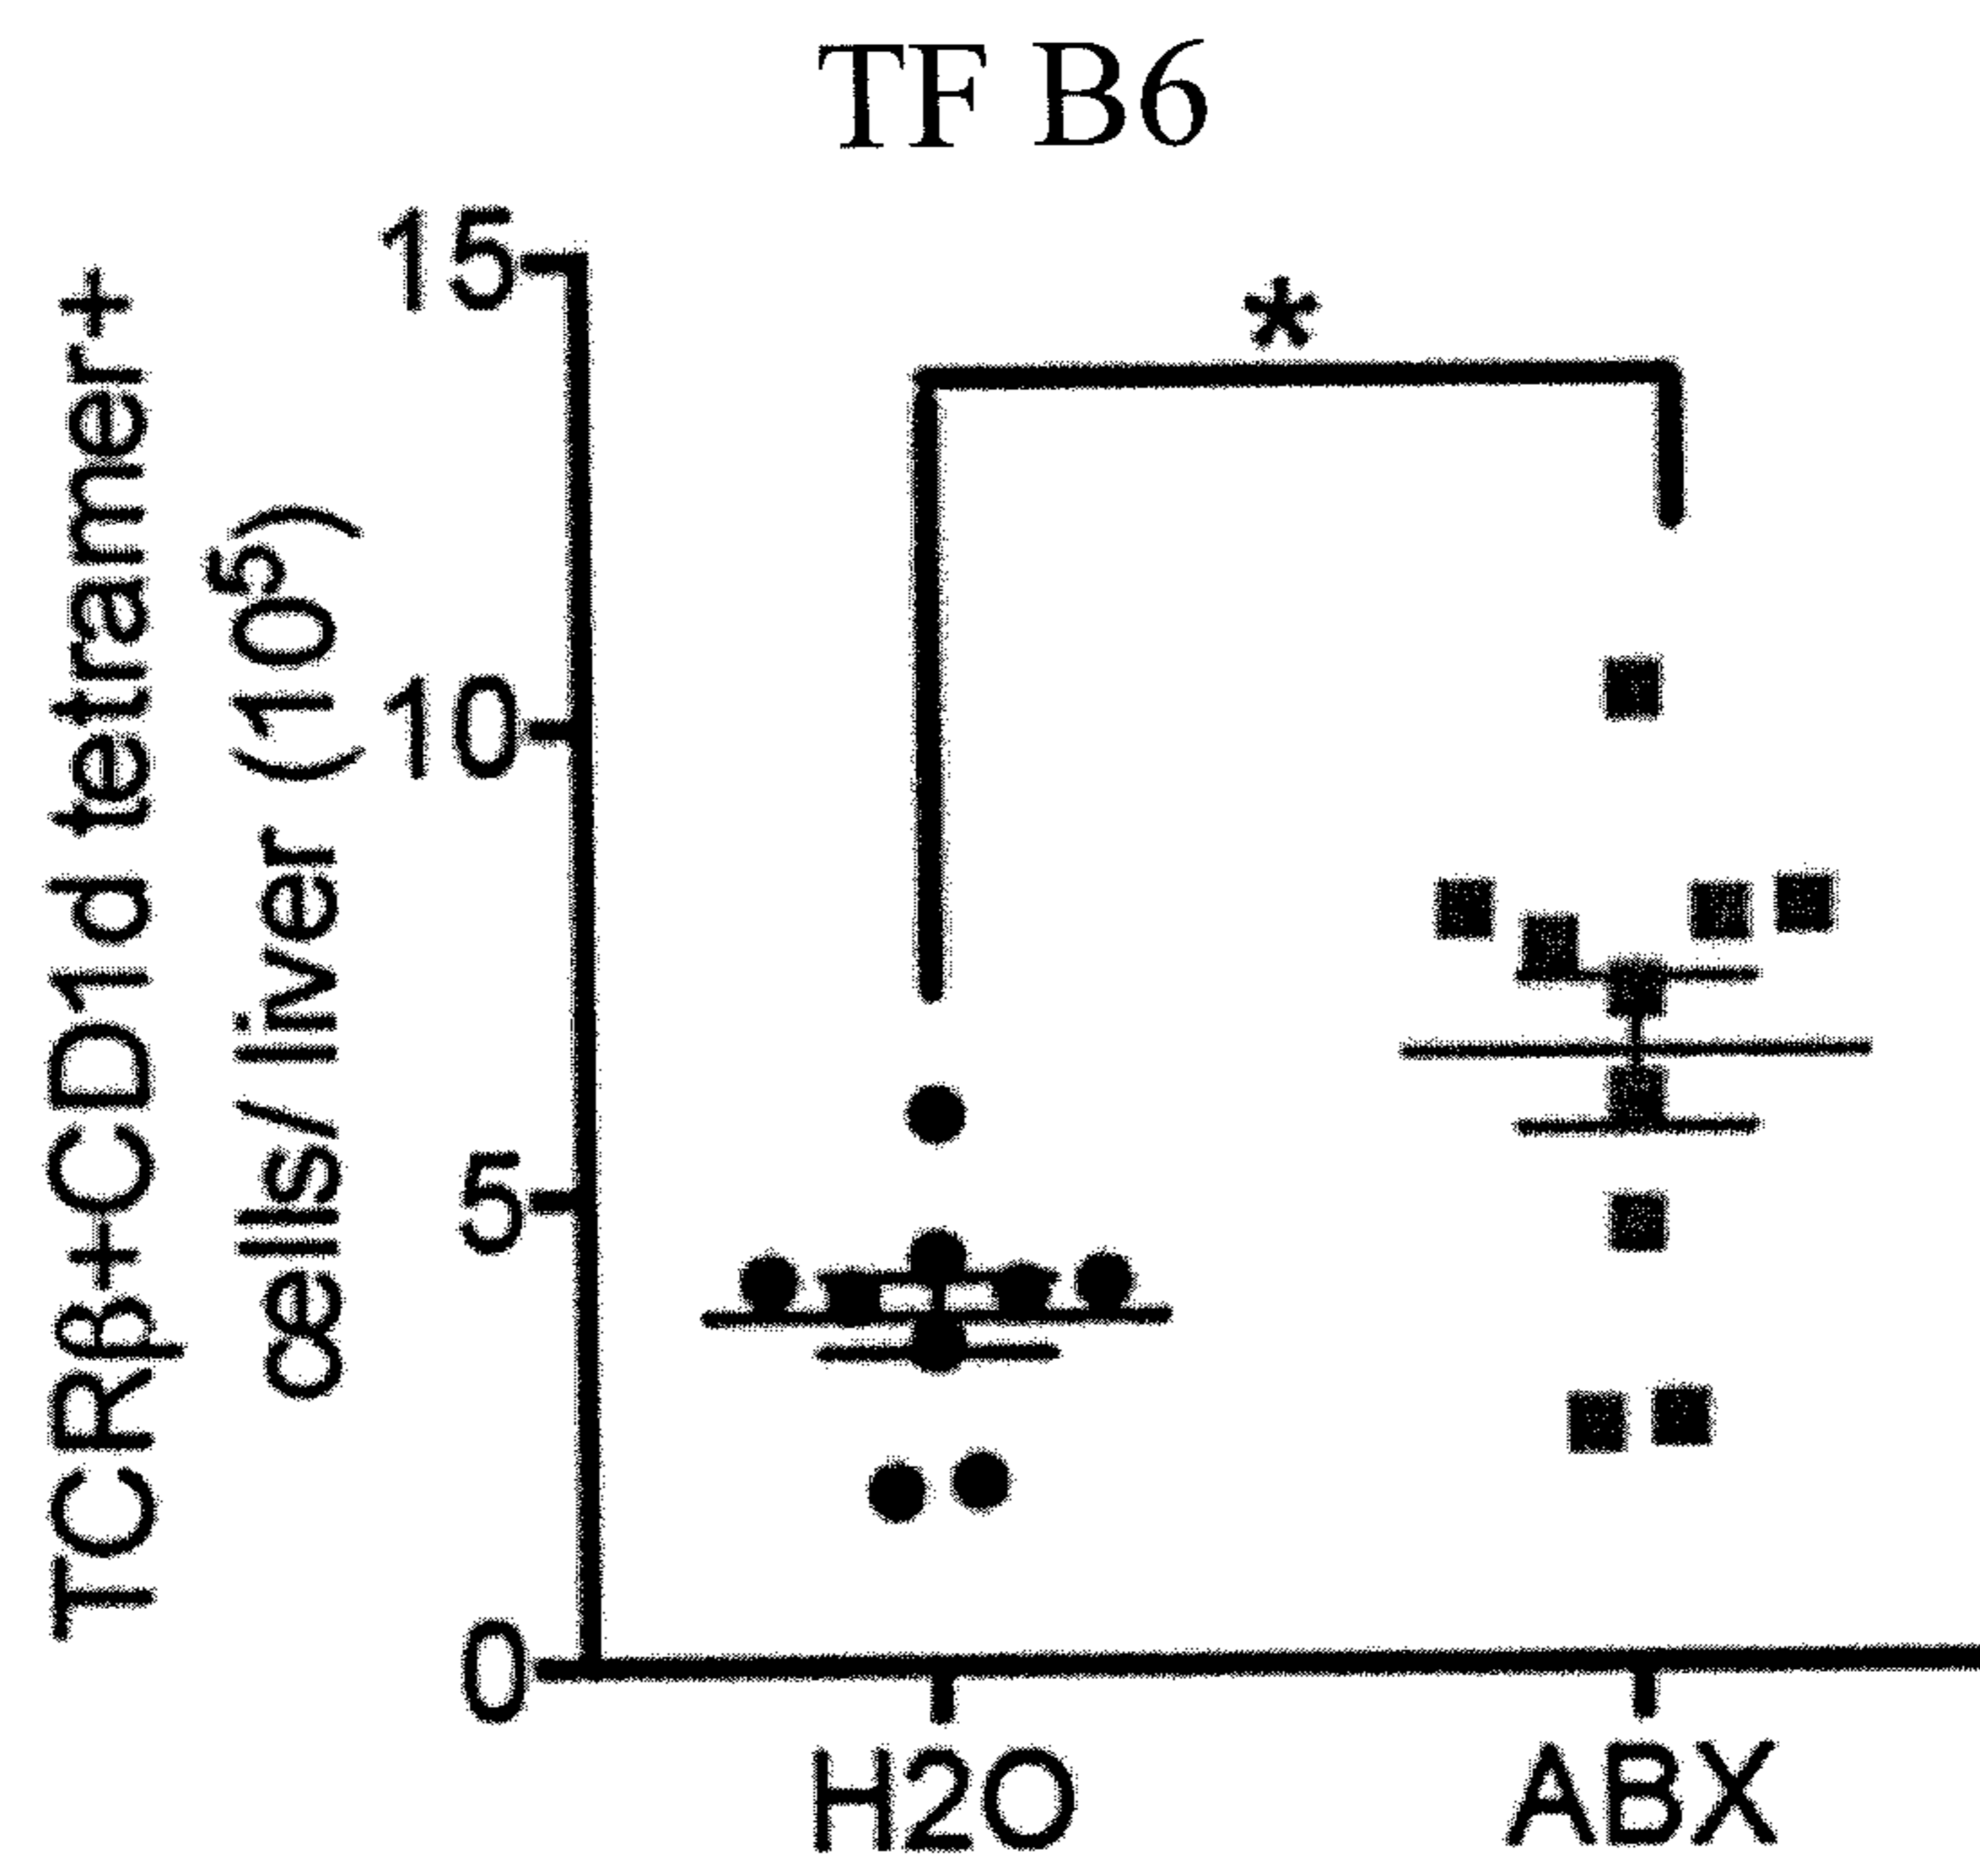 TF B6
TCRβ+CD1d tetramer+
cells/ liver (10⁵)
15
10
5
0
*
H2O
ABX